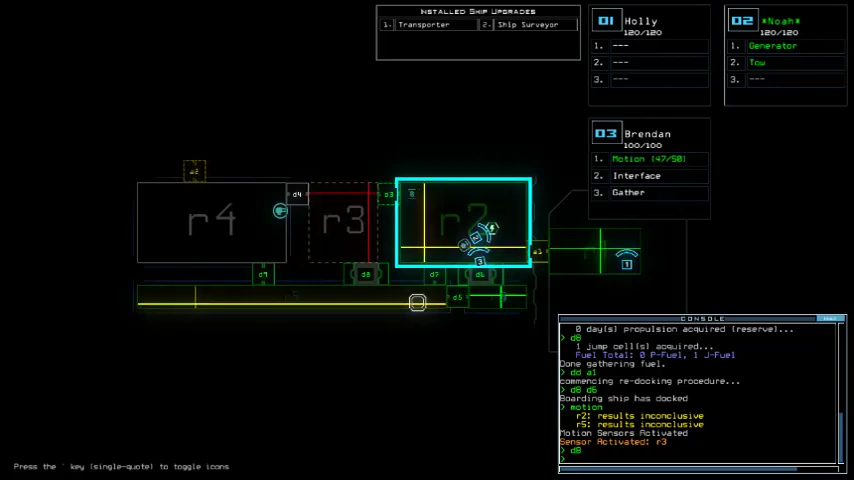 INSTALLED SHIP UPGRADES
1. Transporter 2. Ship Surveyor
01 Holly
120/120
1. ---
2. ---
3. ---
02 *Noah*
120/120
1. Generator
2. Tow
3. ---
03 Brendan
100/100
1. Motion (47/50)
2. Interface
3. Gather
a2
r4
d4
r3
d3
r2
2
3
a1
r1
1
d9
d8
d7
d6
r5
d5
CONSOLE
0 day(s) propulsion acquired (reserve)...
> d8
1 jump cell(s) acquired...
Fuel Total: 0 P-Fuel, 1 J-Fuel
Done gathering fuel.
> dd a1
commencing re-docking procedure...
> d8 d6
Boarding ship has docked
> motion
r2: results inconclusive
r5: results inconclusive
Motion Sensors Activated
Sensor Activated: r3
> d8
>
Press the ` key (single-quote) to toggle icons